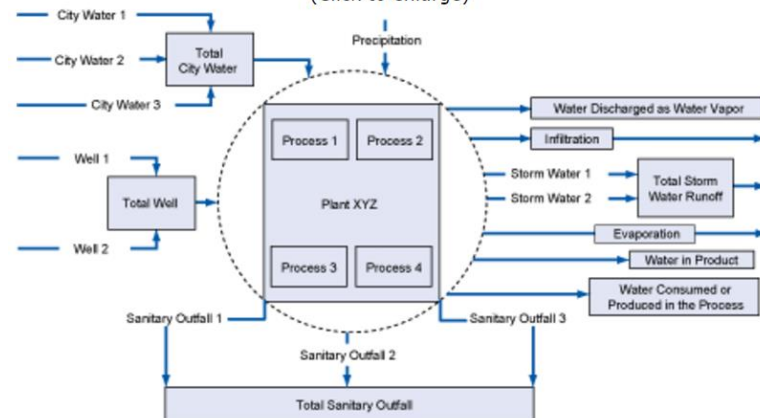 (Click to Enlarge)
City Water 1
City Water 2
City Water 3
Total
City Water
Precipitation
Well 1
Well 2
Total Well
Process 1
Process 2
Plant XYZ
Process 3
Process 4
Water Discharged as Water Vapor
Infiltration
Storm Water 1
Storm Water 2
Total Storm
Water Runoff
Evaporation
Water in Product
Water Consumed or
Produced in the Process
Sanitary Outfall 1
Sanitary Outfall 2
Sanitary Outfall 3
Total Sanitary Outfall